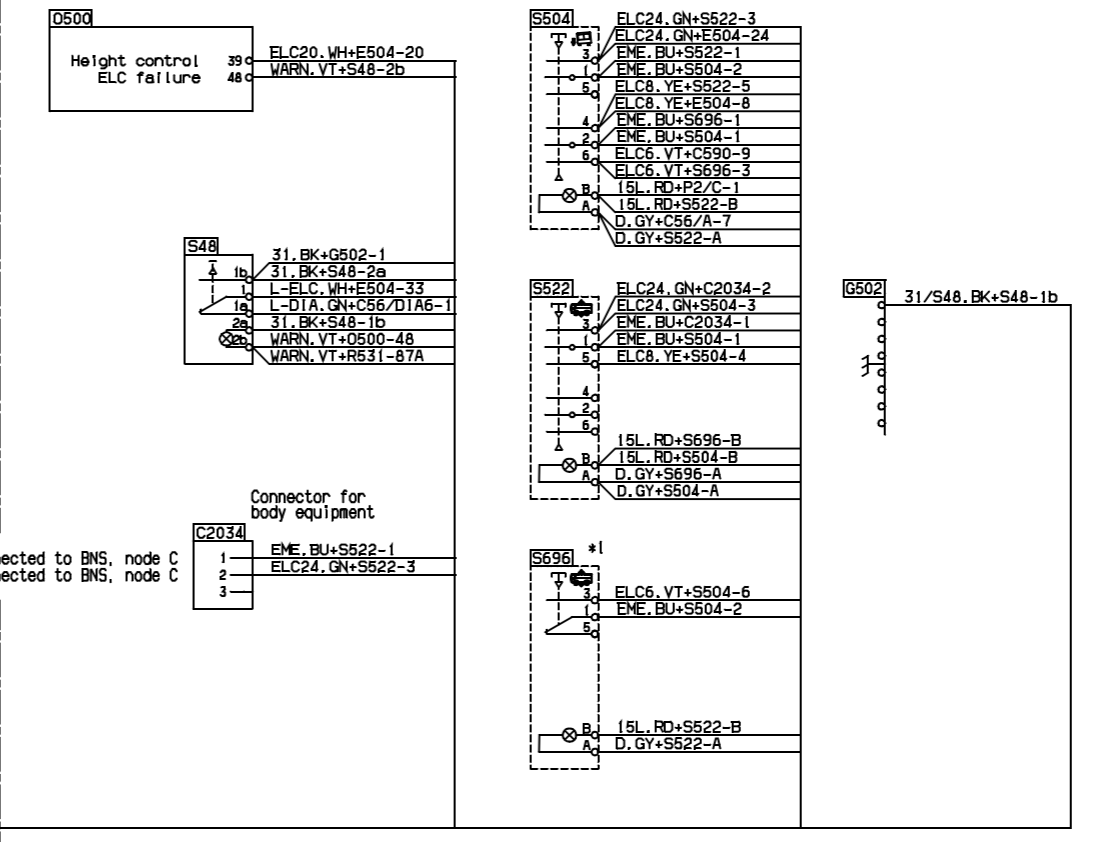 O500
Height control 39 ELC20.WH+E504-20
ELC failure 48 WARN.VT+S48-2b
S48
31.BK+G502-1
1b 31.BK+S48-2a
1 L-ELC.WH+E504-33
1a L-DIA.GN+C56/DIA6-1
2a 31.BK+S48-1b
2b WARN.VT+O500-48
WARN.VT+R531-87A
Connector for
body equipment
C2034
nected to BNS, node C 1 EME.BU+S522-1
nected to BNS, node C 2 ELC24.GN+S522-3
3
S504
ELC24.GN+S522-3
ELC24.GN+E504-24
3 EME.BU+S522-1
1 EME.BU+S504-2
5 ELC8.YE+S522-5
ELC8.YE+E504-8
4 EME.BU+S696-1
2 EME.BU+S504-1
6 ELC6.VT+C590-9
ELC6.VT+S696-3
B 15L.RD+P2/C-1
A 15L.RD+S522-B
D.GY+C56/A-7
D.GY+S522-A
S522
ELC24.GN+C2034-2
ELC24.GN+S504-3
3 EME.BU+C2034-1
1 EME.BU+S504-1
5 ELC8.YE+S504-4
4
2
6
15L.RD+S696-B
B 15L.RD+S504-B
A D.GY+S696-A
D.GY+S504-A
S696 *1
3 ELC6.VT+S504-6
1 EME.BU+S504-2
5
B 15L.RD+S522-B
A D.GY+S522-A
G502
31/S48.BK+S48-1b